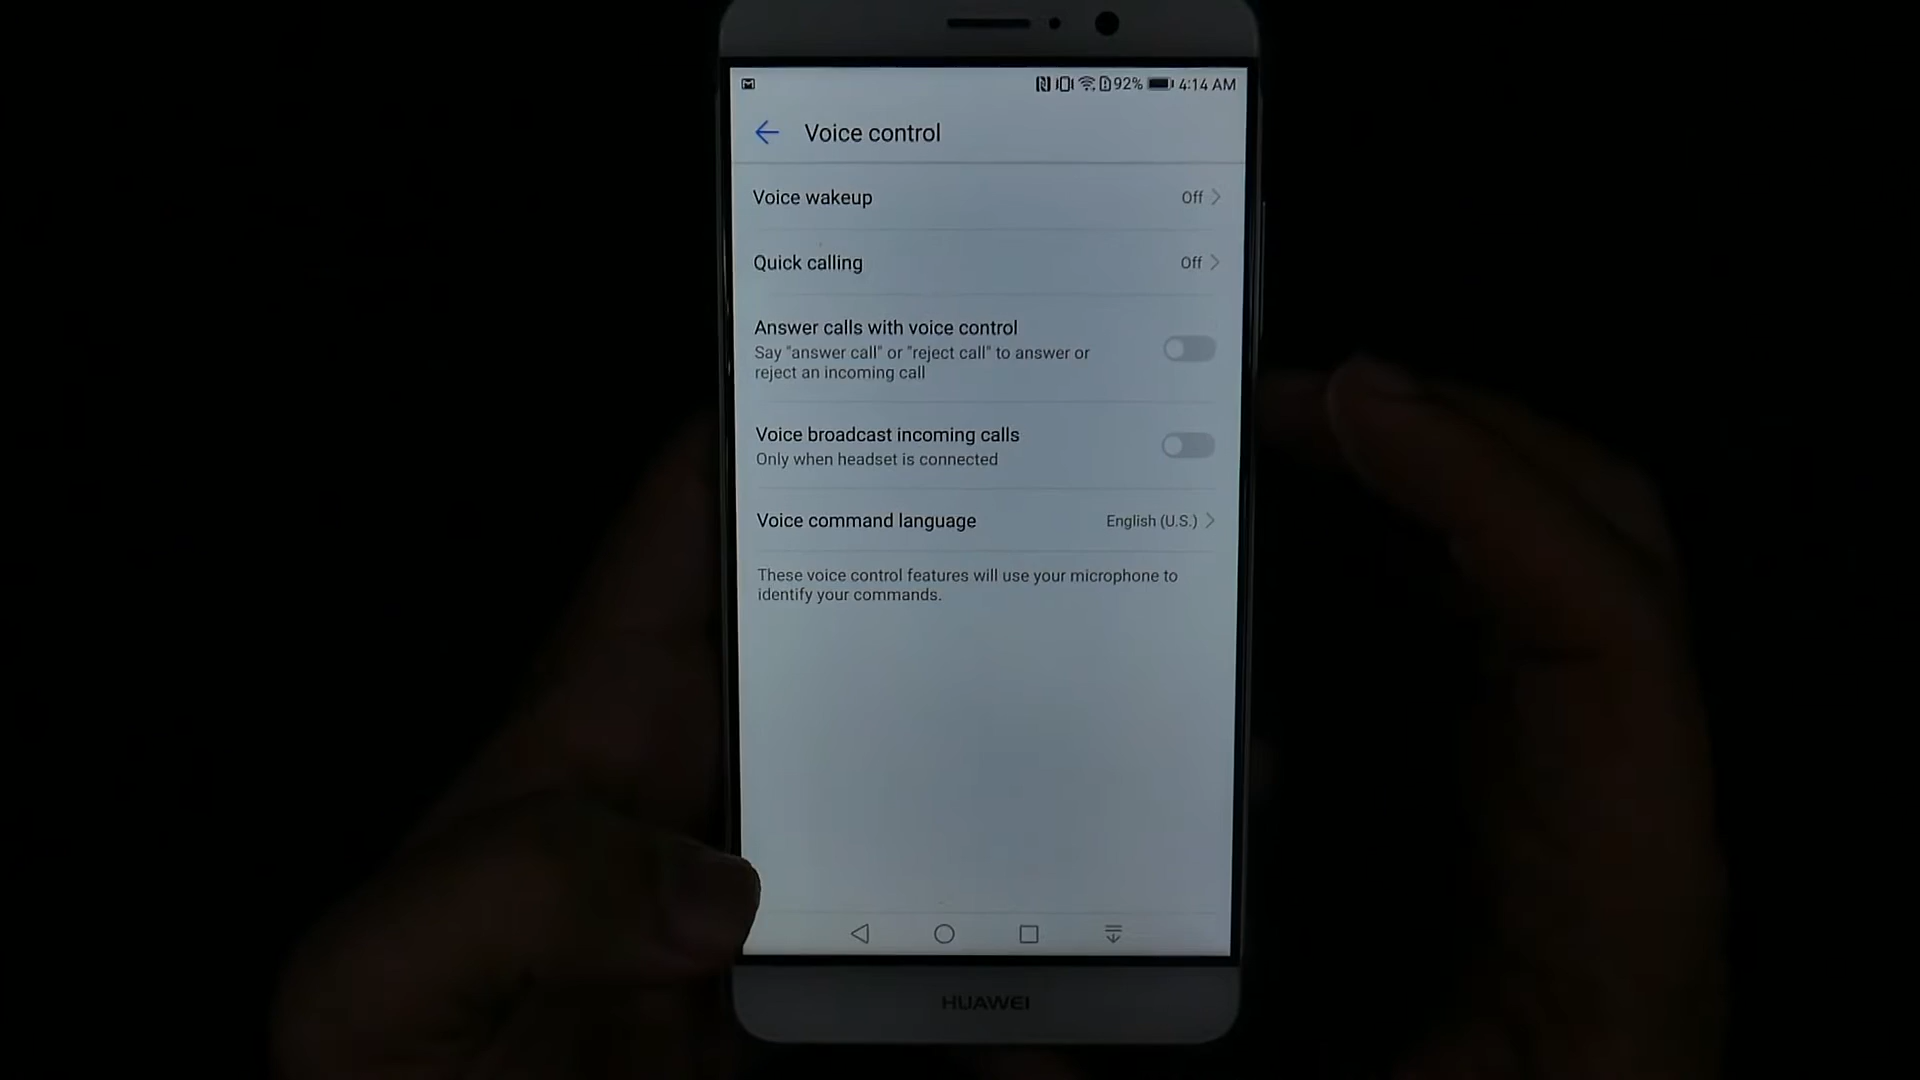 92% 4:14 AM
Voice control
Voice wakeup Off
Quick calling Off
Answer calls with voice control
Say "answer call" or "reject call" to answer or
reject an incoming call
Voice broadcast incoming calls
Only when headset is connected
Voice command language English (U.S.)
These voice control features will use your microphone to
identify your commands.
HUAWEI